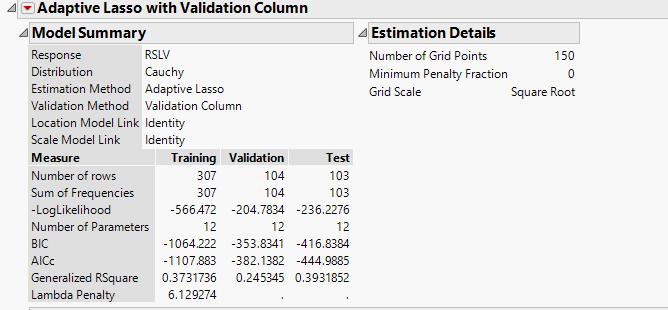 Adaptive Lasso with Validation Column
Model Summary
Response RSLV
Distribution Cauchy
Estimation Method Adaptive Lasso
Validation Method Validation Column
Location Model Link Identity
Scale Model Link Identity
Measure Training Validation Test
Number of rows 307 104 103
Sum of Frequencies 307 104 103
-LogLikelihood -566.472 -204.7834 -236.2276
Number of Parameters 12 12 12
BIC -1064.222 -353.8341 -416.8384
AICc -1107.883 -382.1382 -444.9885
Generalized RSquare 0.3731736 0.245345 0.3931852
Lambda Penalty 6.129274 . .
Estimation Details
Number of Grid Points 150
Minimum Penalty Fraction 0
Grid Scale Square Root